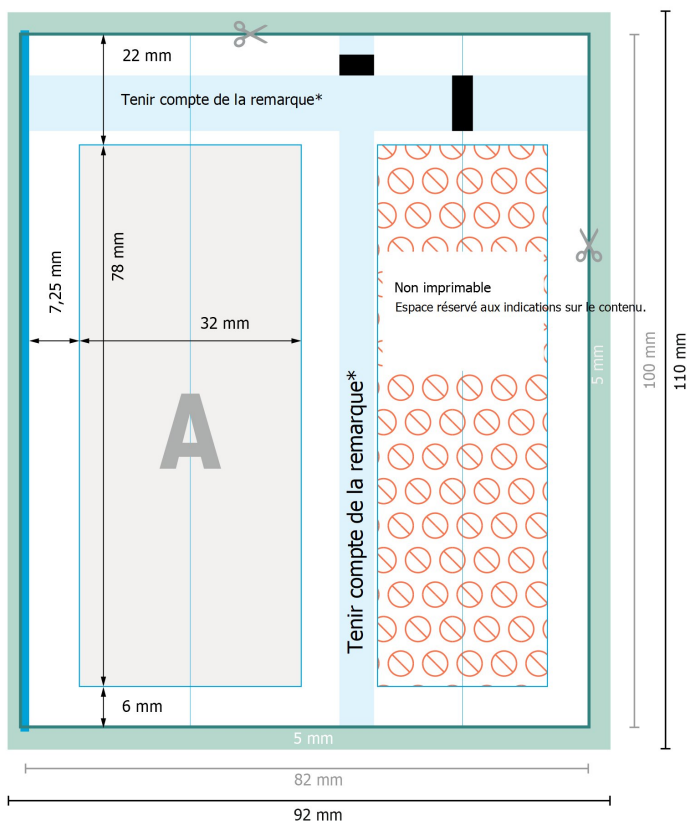 22 mm
Tenir compte de la remarque*
78 mm
7,25 mm
32 mm
A
6 mm
Tenir compte de la remarque*
Non imprimable
Espace réservé aux indications sur le contenu.
5 mm
100 mm
110 mm
5 mm
82 mm
92 mm